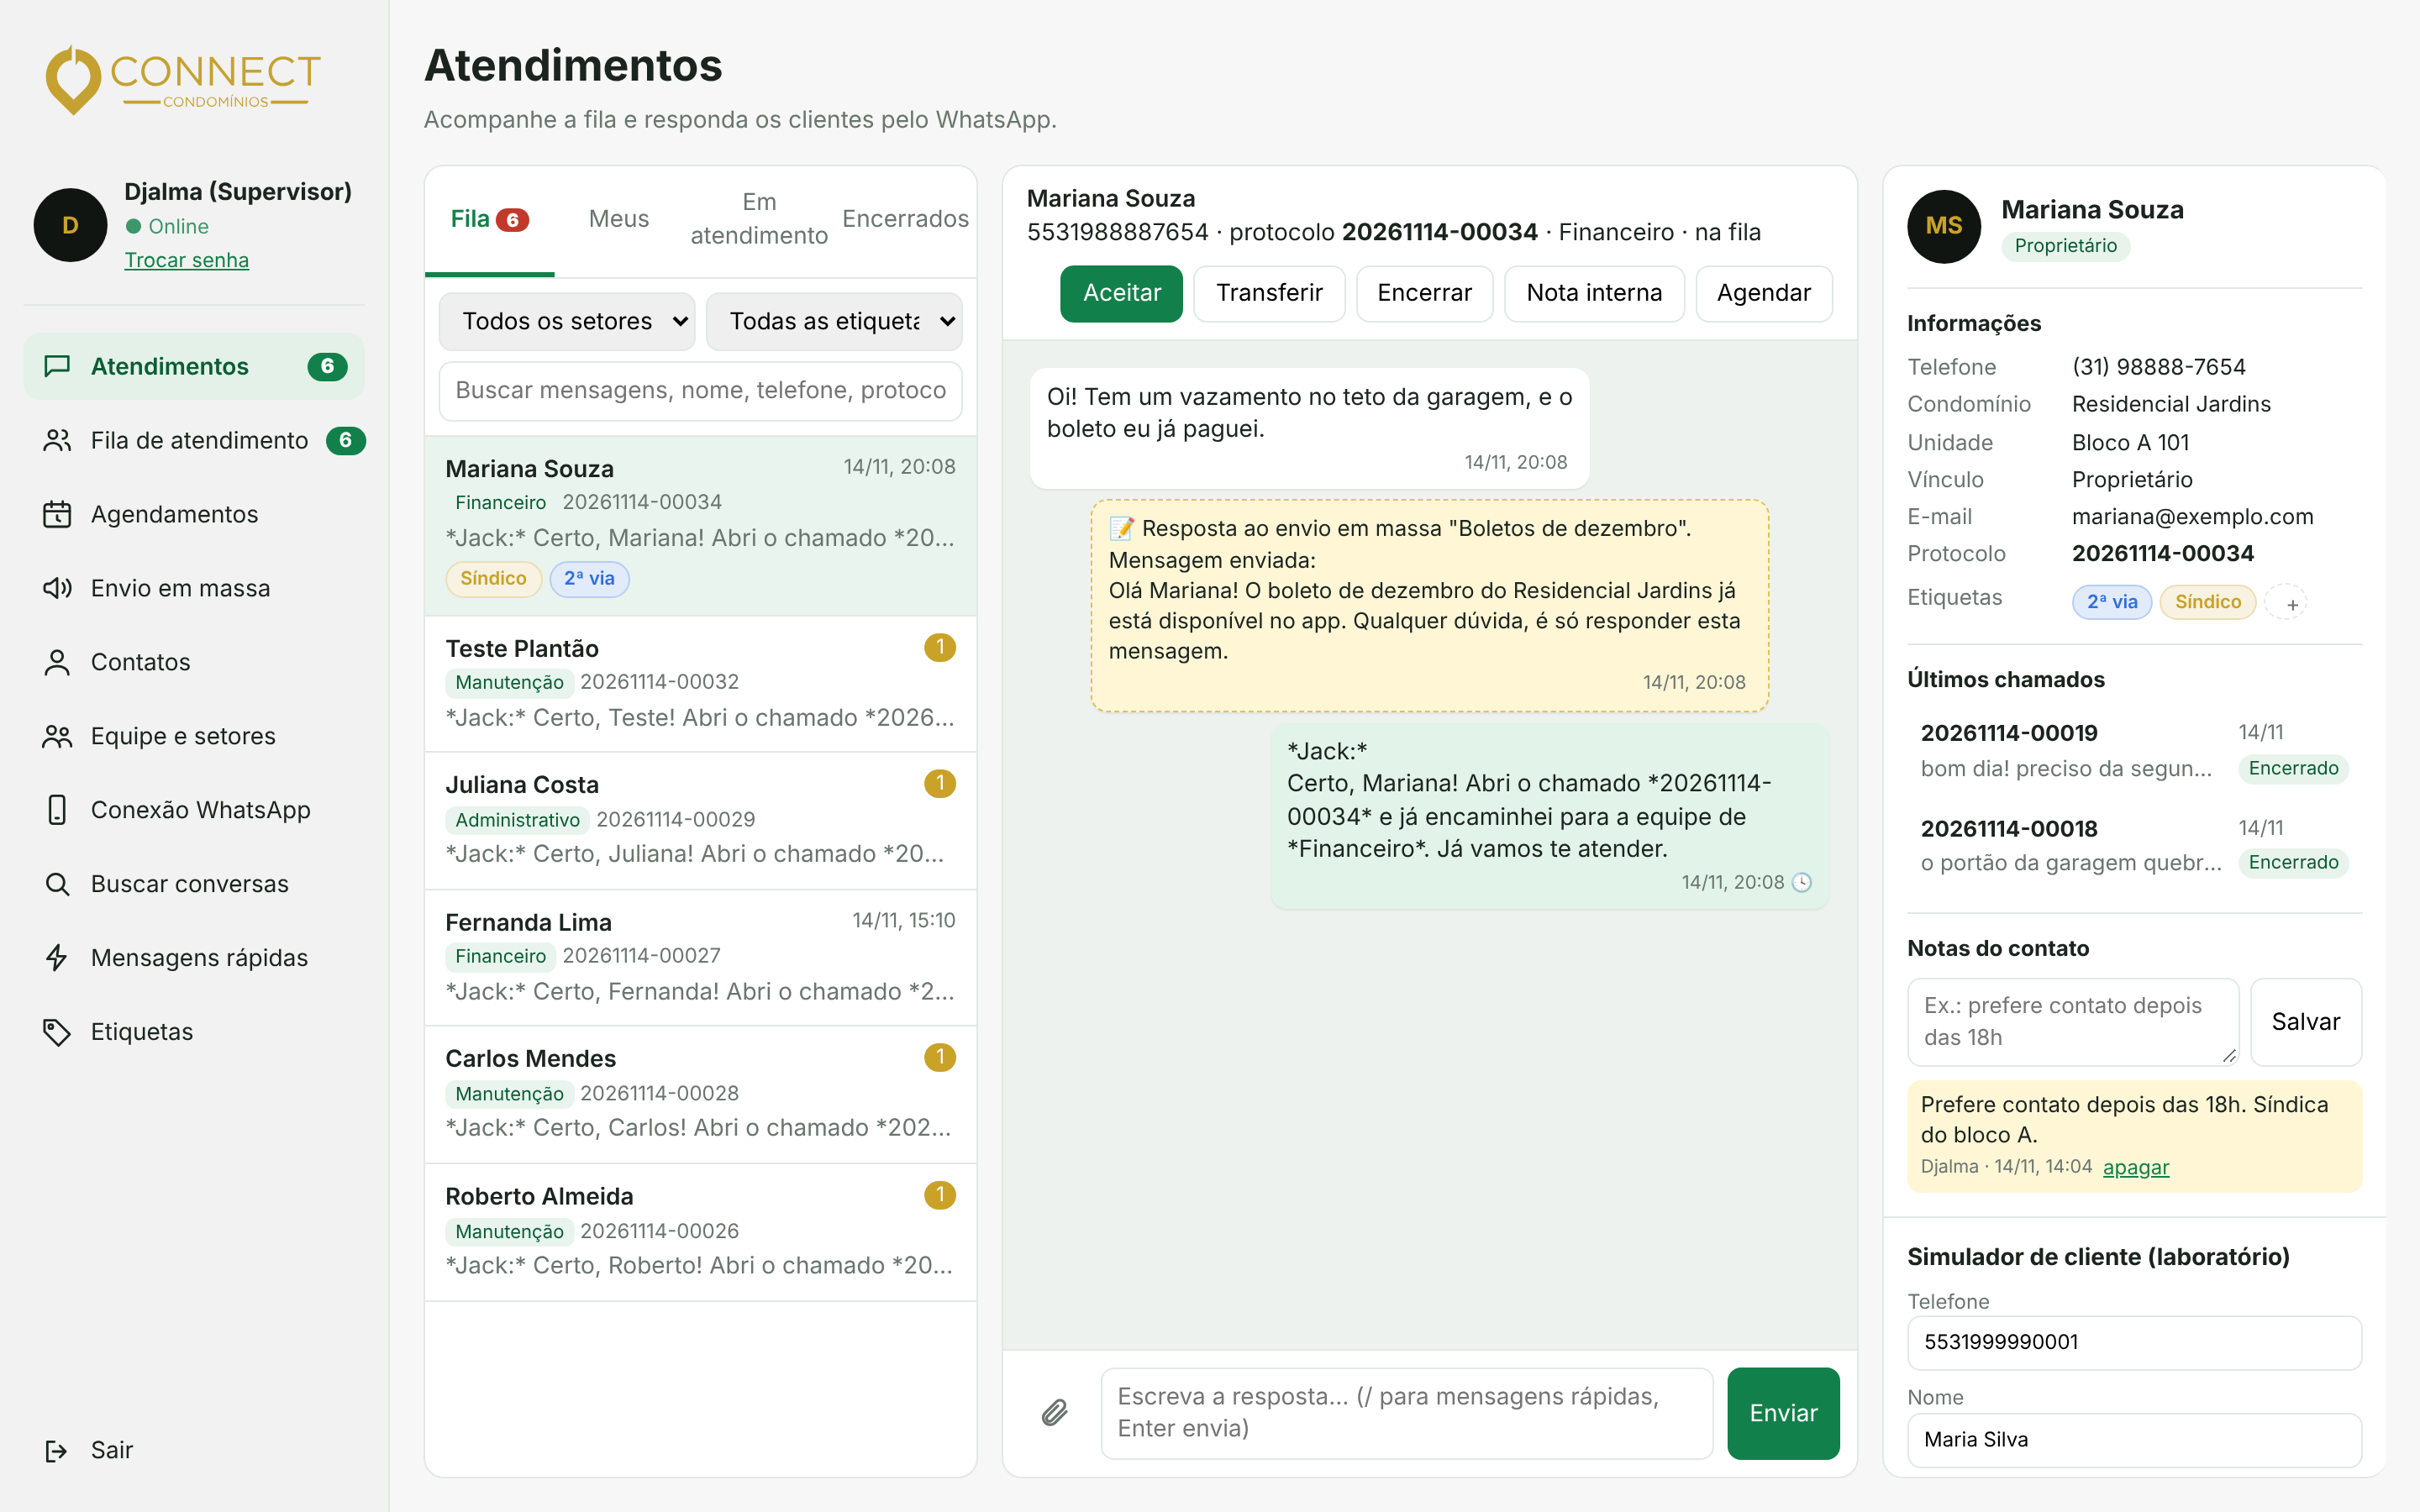 CONNECT
CONDOMÍNIOS
D
Djalma (Supervisor)
Online
Trocar senha
Atendimentos 6
Fila de atendimento 6
Agendamentos
Envio em massa
Contatos
Equipe e setores
Conexão WhatsApp
Buscar conversas
Mensagens rápidas
Etiquetas
Sair
Atendimentos
Acompanhe a fila e responda os clientes pelo WhatsApp.
Fila 6
Meus
Em
atendimento
Encerrados
Todos os setores
Todas as etiqueta
Buscar mensagens, nome, telefone, protoco
Mariana Souza 14/11, 20:08
Financeiro 20261114-00034
*Jack:* Certo, Mariana! Abri o chamado *20...
Síndico 2ª via
Teste Plantão 1
Manutenção 20261114-00032
*Jack:* Certo, Teste! Abri o chamado *2026...
Juliana Costa 1
Administrativo 20261114-00029
*Jack:* Certo, Juliana! Abri o chamado *20...
Fernanda Lima 14/11, 15:10
Financeiro 20261114-00027
*Jack:* Certo, Fernanda! Abri o chamado *2...
Carlos Mendes 1
Manutenção 20261114-00028
*Jack:* Certo, Carlos! Abri o chamado *202...
Roberto Almeida 1
Manutenção 20261114-00026
*Jack:* Certo, Roberto! Abri o chamado *20...
Mariana Souza
5531988887654 · protocolo 20261114-00034 · Financeiro · na fila
Aceitar
Transferir
Encerrar
Nota interna
Agendar
Oi! Tem um vazamento no teto da garagem, e o
boleto eu já paguei.
14/11, 20:08
📝 Resposta ao envio em massa "Boletos de dezembro".
Mensagem enviada:
Olá Mariana! O boleto de dezembro do Residencial Jardins já
está disponível no app. Qualquer dúvida, é só responder esta
mensagem.
14/11, 20:08
*Jack:*
Certo, Mariana! Abri o chamado *20261114-
00034* e já encaminhei para a equipe de
*Financeiro*. Já vamos te atender.
14/11, 20:08 🕓
Escreva a resposta... (/ para mensagens rápidas,
Enter envia)
Enviar
MS
Mariana Souza
Proprietário
Informações
Telefone (31) 98888-7654
Condomínio Residencial Jardins
Unidade Bloco A 101
Vínculo Proprietário
E-mail mariana@exemplo.com
Protocolo 20261114-00034
Etiquetas 2ª via Síndico +
Últimos chamados
20261114-00019 14/11
bom dia! preciso da segun... Encerrado
20261114-00018 14/11
o portão da garagem quebr... Encerrado
Notas do contato
Ex.: prefere contato depois
das 18h
Salvar
Prefere contato depois das 18h. Síndica
do bloco A.
Djalma · 14/11, 14:04 apagar
Simulador de cliente (laboratório)
Telefone
5531999990001
Nome
Maria Silva